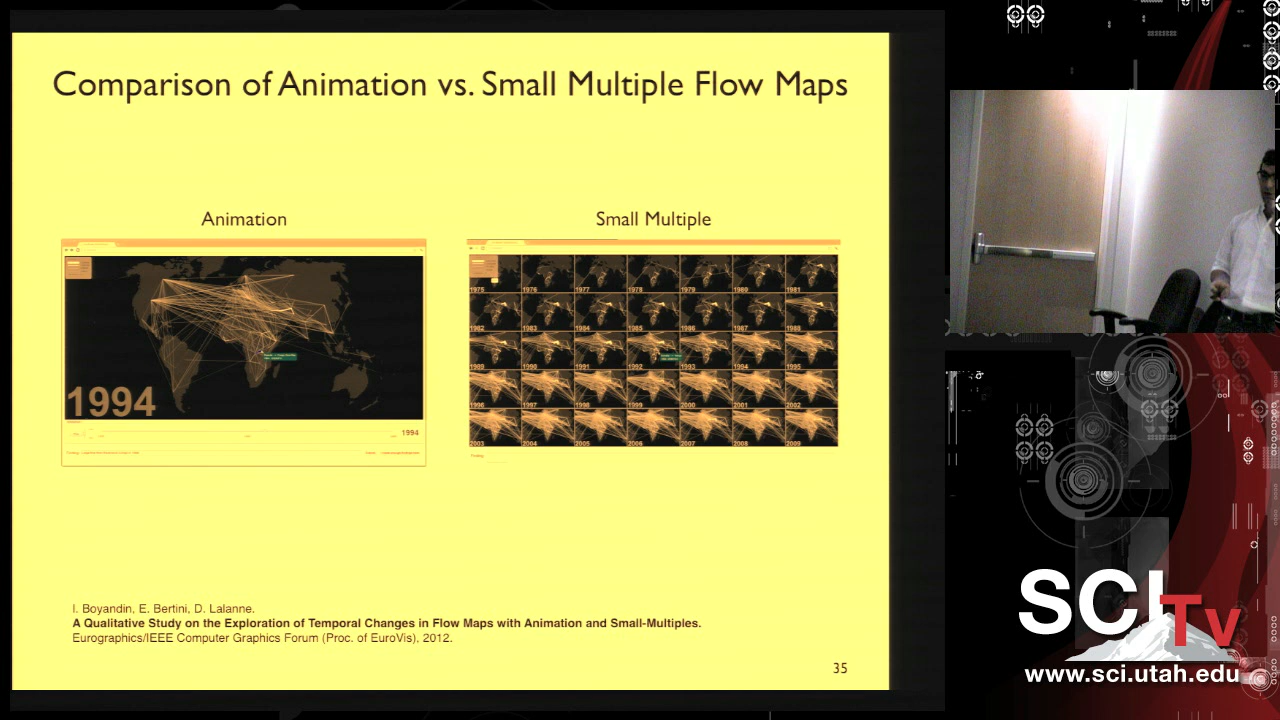 Comparison of Animation vs. Small Multiple Flow Maps
Animation
Small Multiple
1994
1994
1975 1976 1977 1978 1979 1980 1981
1982 1983 1984 1985 1986 1987 1988
1989 1990 1991 1992 1993 1994 1995
1996 1997 1998 1999 2000 2001 2002
2003 2004 2005 2006 2007 2008 2009
I. Boyandin, E. Bertini, D. Lalanne.
A Qualitative Study on the Exploration of Temporal Changes in Flow Maps with Animation and Small-Multiples.
Eurographics/IEEE Computer Graphics Forum (Proc. of EuroVis), 2012.
35
SCI TV
www.sci.utah.edu